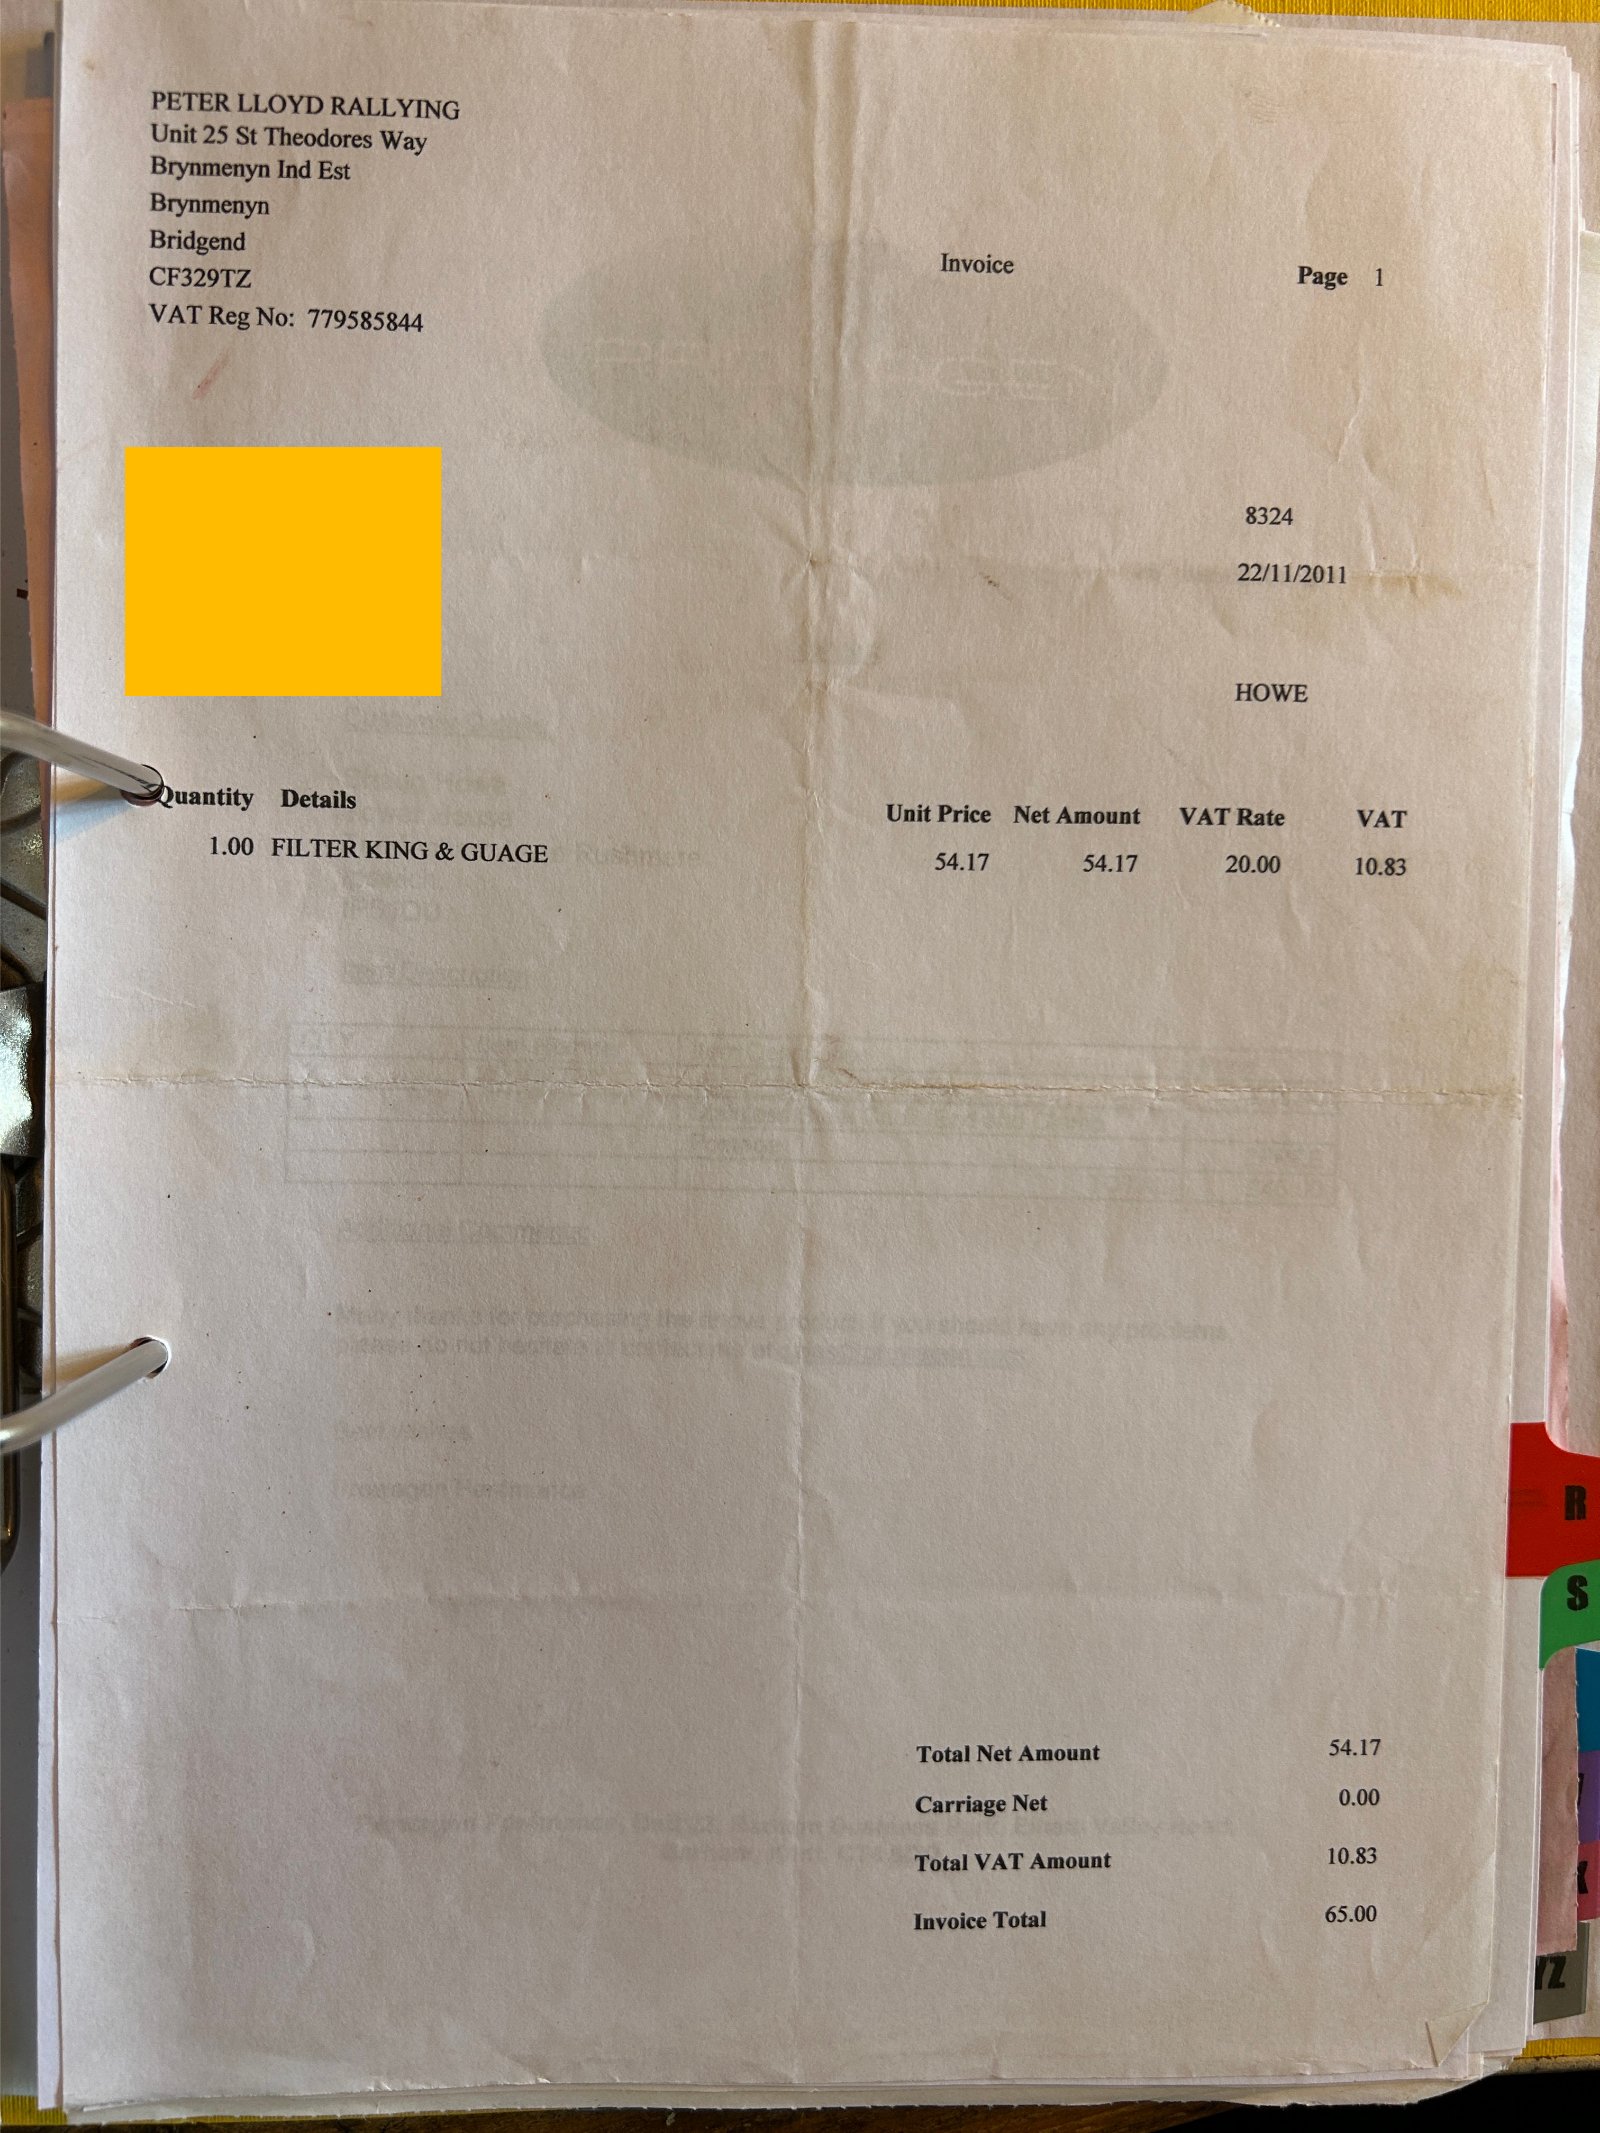 PETER LLOYD RALLYING
Unit 25 St Theodores Way
Brynmenyn Ind Est
Brynmenyn
Bridgend
CF329TZ
VAT Reg No: 779585844
Invoice
Page 1
8324
22/11/2011
HOWE
Quantity Details Unit Price Net Amount VAT Rate VAT
1.00 FILTER KING & GUAGE 54.17 54.17 20.00 10.83
Total Net Amount 54.17
Carriage Net 0.00
Total VAT Amount 10.83
Invoice Total 65.00
R
S
YZ